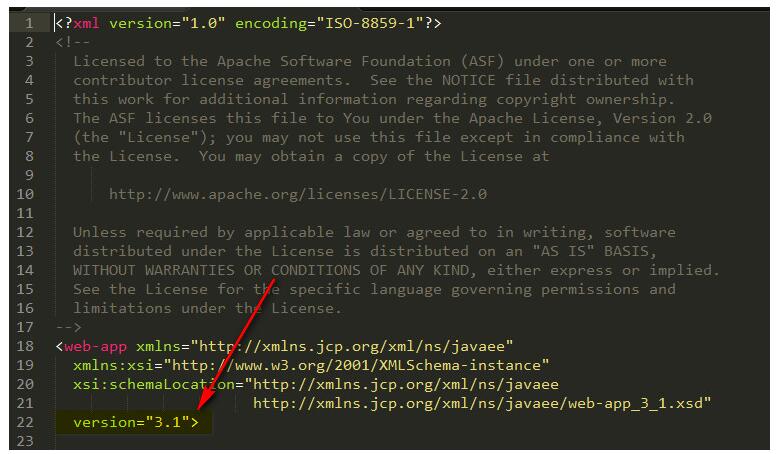 1 <?xml version="1.0" encoding="ISO-8859-1"?>
2 <!--
3 Licensed to the Apache Software Foundation (ASF) under one or more
4 contributor license agreements.  See the NOTICE file distributed with
5 this work for additional information regarding copyright ownership.
6 The ASF licenses this file to You under the Apache License, Version 2.0
7 (the "License"); you may not use this file except in compliance with
8 the License.  You may obtain a copy of the License at
9
10 http://www.apache.org/licenses/LICENSE-2.0
11
12 Unless required by applicable law or agreed to in writing, software
13 distributed under the License is distributed on an "AS IS" BASIS,
14 WITHOUT WARRANTIES OR CONDITIONS OF ANY KIND, either express or implied.
15 See the License for the specific language governing permissions and
16 limitations under the License.
17 -->
18 <web-app xmlns="http://xmlns.jcp.org/xml/ns/javaee"
19 xmlns:xsi="http://www.w3.org/2001/XMLSchema-instance"
20 xsi:schemaLocation="http://xmlns.jcp.org/xml/ns/javaee
21 http://xmlns.jcp.org/xml/ns/javaee/web-app_3_1.xsd"
22 version="3.1">
23